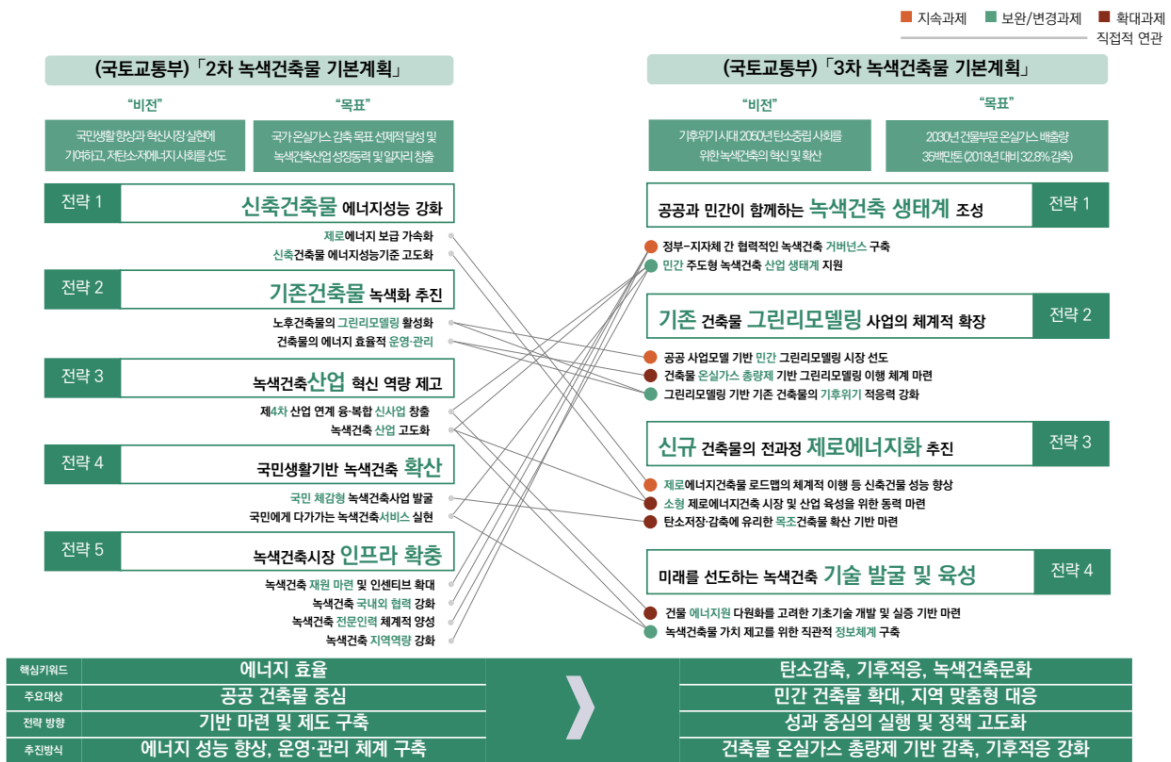 지속과제 보완/변경과제 확대과제
직접적 연관
(국토교통부) 「2차 녹색건축물 기본계획」
“비전” “목표”
국민생활 향상과 혁신시장 실현에
기여하고, 저탄소·저에너지 사회를 선도
국가 온실가스 감축 목표 선제적 달성 및
녹색건축산업 성장동력 및 일자리 창출
전략 1 신축건축물 에너지성능 강화
제로에너지 보급 가속화
신축건축물 에너지성능기준 고도화
전략 2 기존건축물 녹색화 추진
노후건축물의 그린리모델링 활성화
건축물의 에너지 효율적 운영·관리
전략 3 녹색건축산업 혁신 역량 제고
제4차 산업 연계 융·복합 신사업 창출
녹색건축 산업 고도화
전략 4 국민생활기반 녹색건축 확산
국민 체감형 녹색건축사업 발굴
국민에게 다가가는 녹색건축서비스 실현
전략 5 녹색건축시장 인프라 확충
녹색건축 재원 마련 및 인센티브 확대
녹색건축 국내외 협력 강화
녹색건축 전문인력 체계적 양성
녹색건축 지역역량 강화
(국토교통부) 「3차 녹색건축물 기본계획」
“비전” “목표”
기후위기 시대 2050년 탄소중립 사회를
위한 녹색건축의 혁신 및 확산
2030년 건물부문 온실가스 배출량
35백만톤 (2018년 대비 32.8% 감축)
공공과 민간이 함께하는 녹색건축 생태계 조성 전략 1
정부-지자체 간 협력적인 녹색건축 거버넌스 구축
민간 주도형 녹색건축 산업 생태계 지원
기존 건축물 그린리모델링 사업의 체계적 확장 전략 2
공공 사업모델 기반 민간 그린리모델링 시장 선도
건축물 온실가스 총량제 기반 그린리모델링 이행 체계 마련
그린리모델링 기반 기존 건축물의 기후위기 적응력 강화
신규 건축물의 전과정 제로에너지화 추진 전략 3
제로에너지건축물 로드맵의 체계적 이행 등 신축건물 성능 향상
소형 제로에너지건축 시장 및 산업 육성을 위한 동력 마련
탄소저장·감축에 유리한 목조건축물 확산 기반 마련
미래를 선도하는 녹색건축 기술 발굴 및 육성 전략 4
건물 에너지원 다원화를 고려한 기초기술 개발 및 실증 기반 마련
녹색건축물 가치 제고를 위한 직관적 정보체계 구축
핵심키워드 에너지 효율 탄소감축, 기후적응, 녹색건축문화
주요대상 공공 건축물 중심 민간 건축물 확대, 지역 맞춤형 대응
전략 방향 기반 마련 및 제도 구축 성과 중심의 실행 및 정책 고도화
추진방식 에너지 성능 향상, 운영·관리 체계 구축 건축물 온실가스 총량제 기반 감축, 기후적응 강화